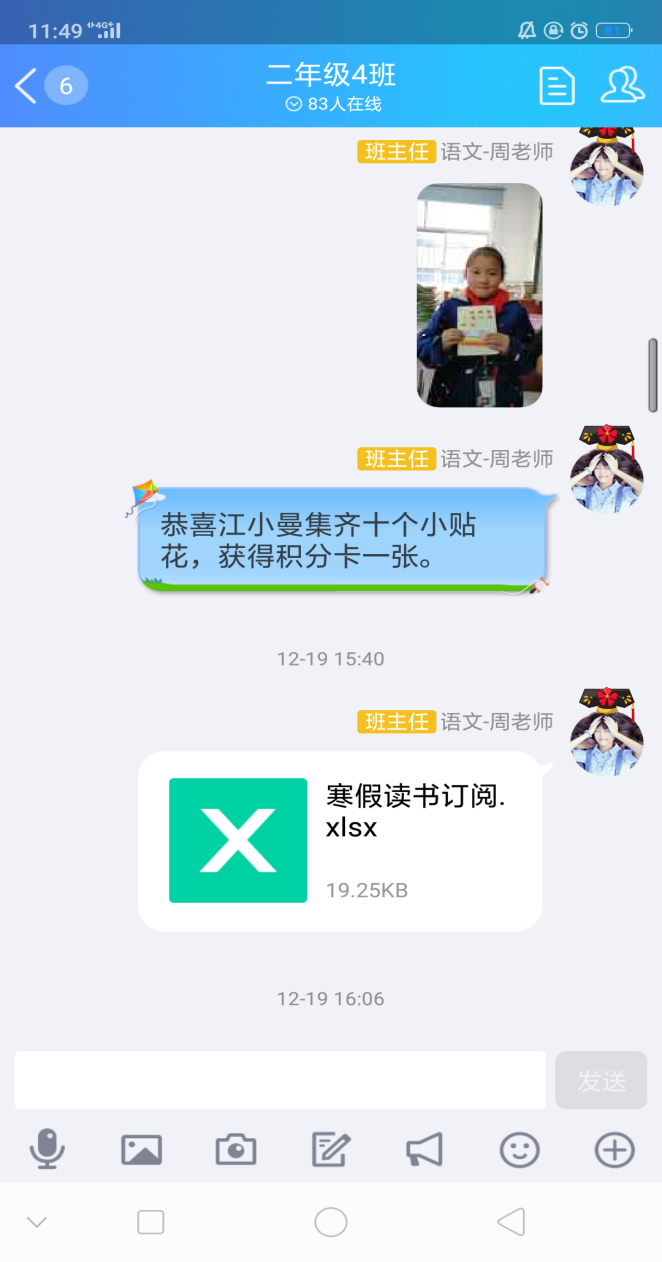 11:49 4G+ 81
6 二年级4班
83人在线
班主任 语文-周老师
班主任 语文-周老师
恭喜江小曼集齐十个小贴
花，获得积分卡一张。
12-19 15:40
班主任 语文-周老师
寒假读书订阅.
xlsx
19.25KB
12-19 16:06
发送